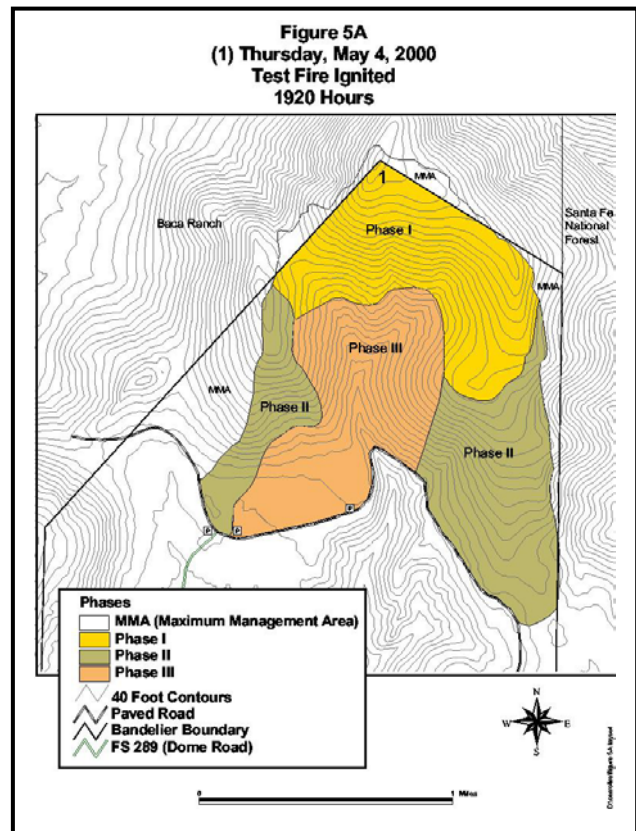 Figure 5A
(1) Thursday, May 4, 2000
Test Fire Ignited
1920 Hours
1
MMA
Baca Ranch
Phase I
Santa Fe
National
Forest
MMA
Phase III
MMA
Phase II
Phase II
P
P
P
Phases
MMA (Maximum Management Area)
Phase I
Phase II
Phase III
40 Foot Contours
Paved Road
Bandelier Boundary
FS 289 (Dome Road)
N
W
E
S
0
1 Miles